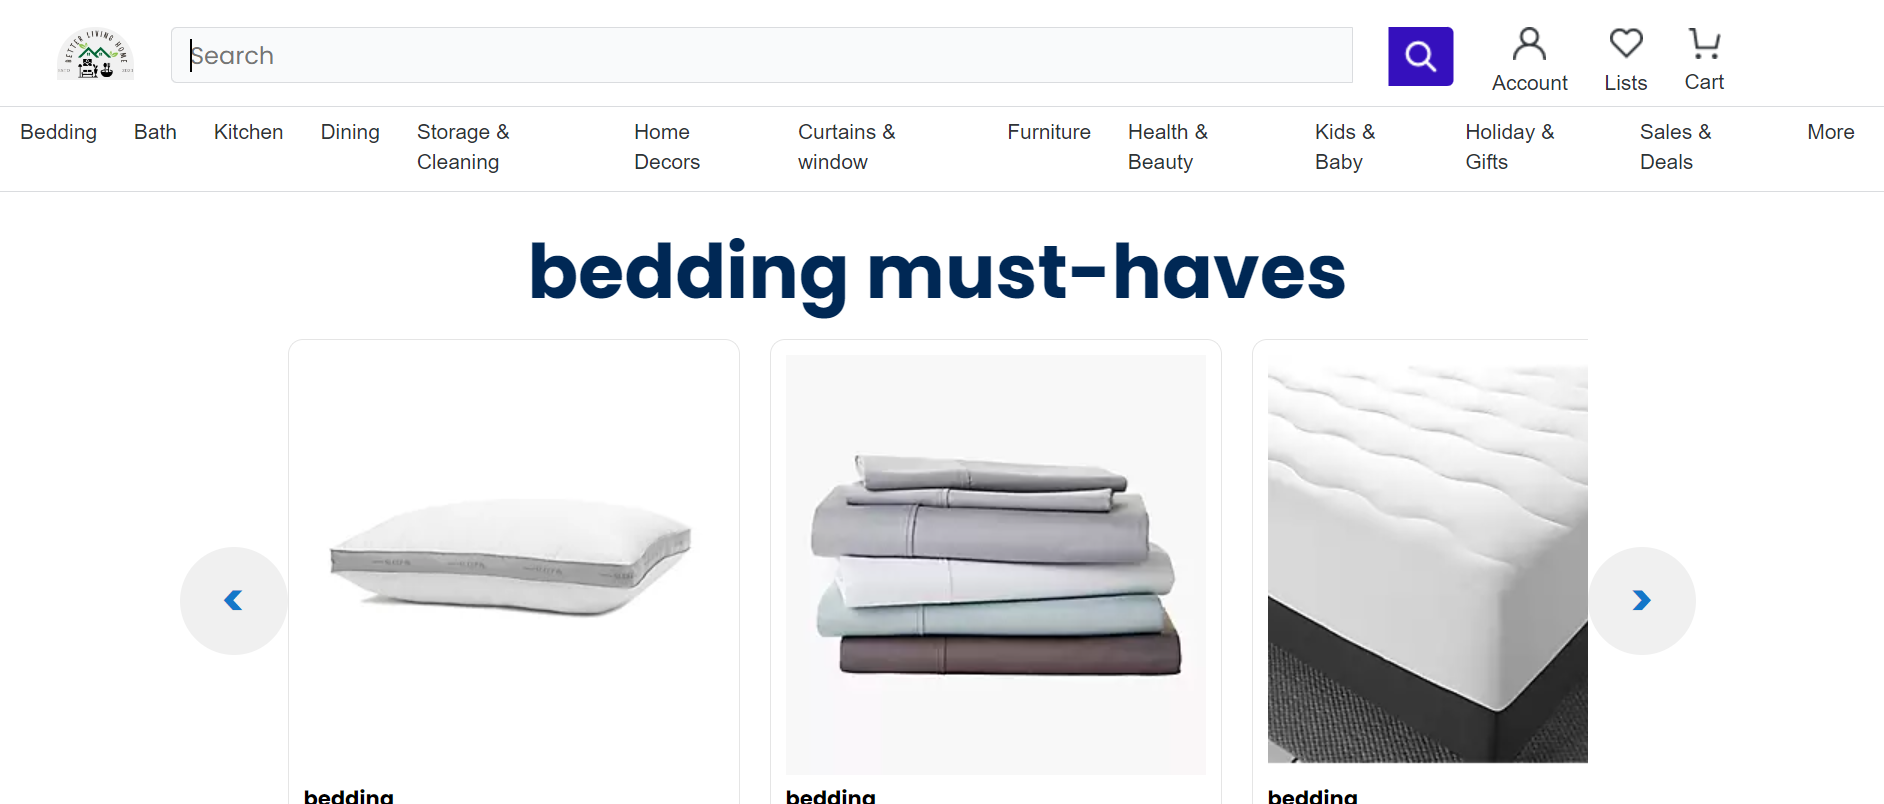 BETTER LIVING HOME
Search
Account
Lists
Cart
Bedding
Bath
Kitchen
Dining
Storage &
Cleaning
Home
Decors
Curtains &
window
Furniture
Health &
Beauty
Kids &
Baby
Holiday &
Gifts
Sales &
Deals
More
bedding must-haves
bedding
bedding
bedding